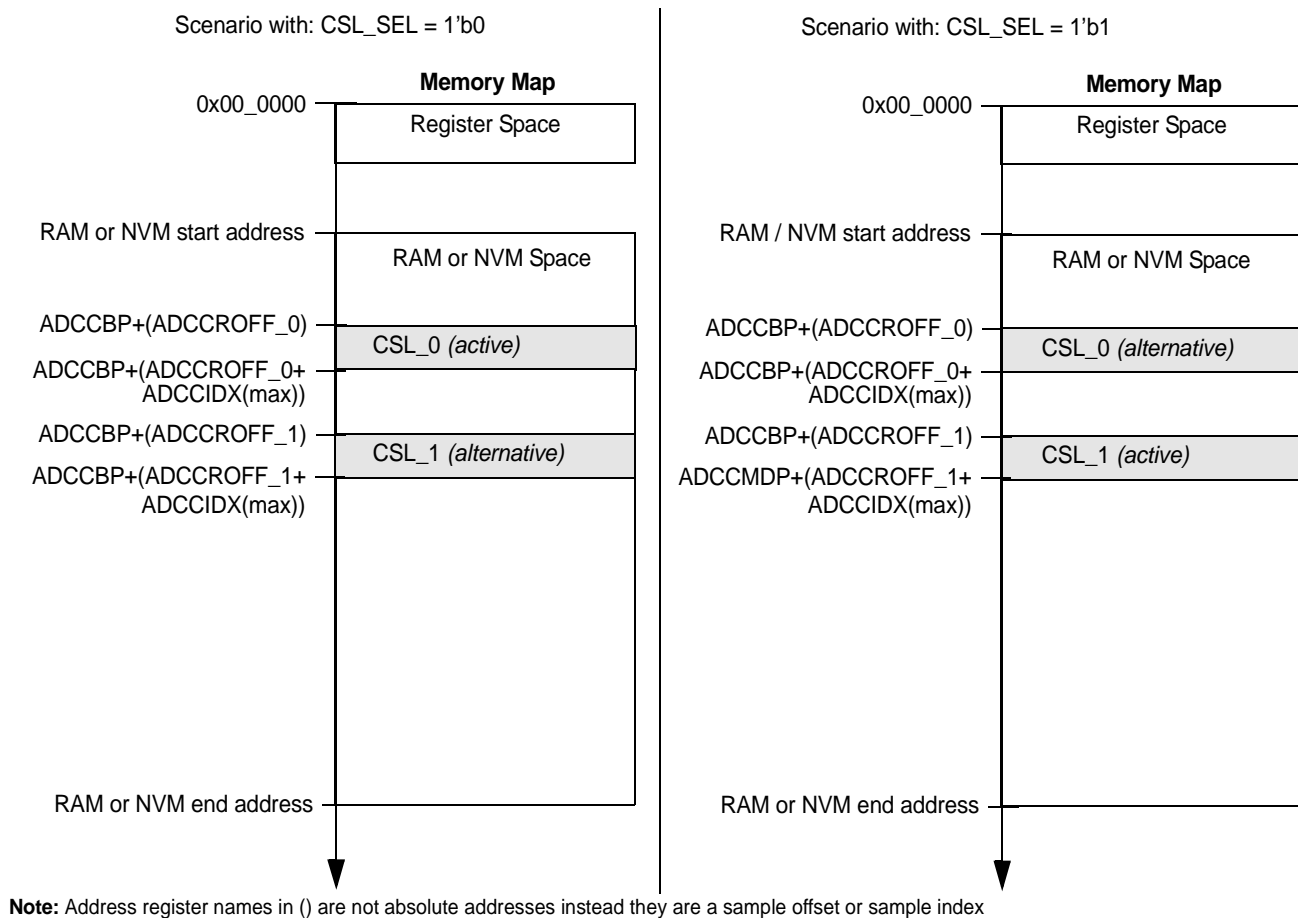 Scenario with: CSL_SEL = 1'b0
Memory Map
0x00_0000
Register Space
RAM or NVM start address
RAM or NVM Space
ADCCBP+(ADCCROFF_0)
CSL_0 (active)
ADCCBP+(ADCCROFF_0+
ADCCIDX(max))
ADCCBP+(ADCCROFF_1)
CSL_1 (alternative)
ADCCBP+(ADCCROFF_1+
ADCCIDX(max))
RAM or NVM end address
Scenario with: CSL_SEL = 1'b1
Memory Map
0x00_0000
Register Space
RAM / NVM start address
RAM or NVM Space
ADCCBP+(ADCCROFF_0)
CSL_0 (alternative)
ADCCBP+(ADCCROFF_0+
ADCCIDX(max))
ADCCBP+(ADCCROFF_1)
CSL_1 (active)
ADCCMDP+(ADCCROFF_1+
ADCCIDX(max))
RAM or NVM end address
Note: Address register names in () are not absolute addresses instead they are a sample offset or sample index